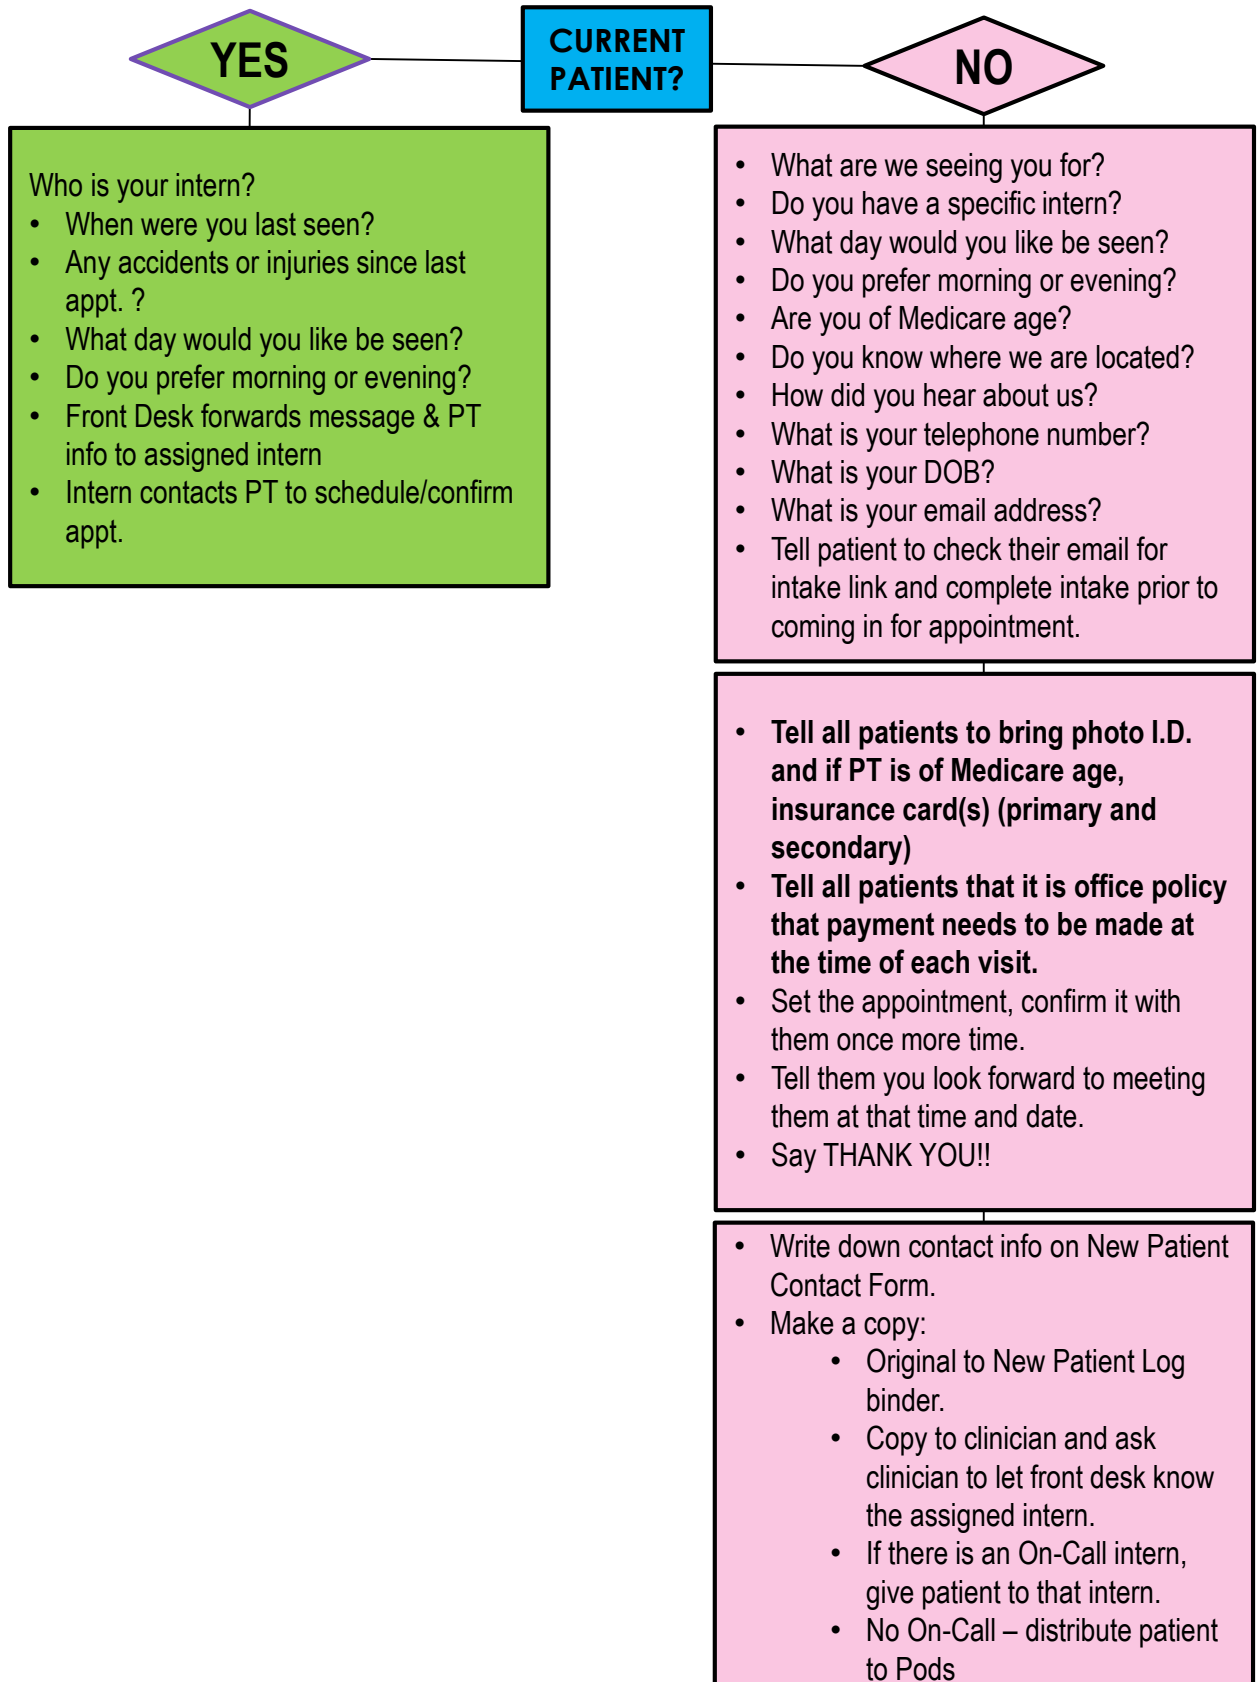 YES
CURRENT
PATIENT?
NO
Who is your intern?
• When were you last seen?
• Any accidents or injuries since last
appt. ?
• What day would you like be seen?
• Do you prefer morning or evening?
• Front Desk forwards message & PT
info to assigned intern
• Intern contacts PT to schedule/confirm
appt.
• What are we seeing you for?
• Do you have a specific intern?
• What day would you like be seen?
• Do you prefer morning or evening?
• Are you of Medicare age?
• Do you know where we are located?
• How did you hear about us?
• What is your telephone number?
• What is your DOB?
• What is your email address?
• Tell patient to check their email for
intake link and complete intake prior to
coming in for appointment.
• Tell all patients to bring photo I.D.
and if PT is of Medicare age,
insurance card(s) (primary and
secondary)
• Tell all patients that it is office policy
that payment needs to be made at
the time of each visit.
• Set the appointment, confirm it with
them once more time.
• Tell them you look forward to meeting
them at that time and date.
• Say THANK YOU!!
• Write down contact info on New Patient
Contact Form.
• Make a copy:
• Original to New Patient Log
binder.
• Copy to clinician and ask
clinician to let front desk know
the assigned intern.
• If there is an On-Call intern,
give patient to that intern.
• No On-Call – distribute patient
to Pods